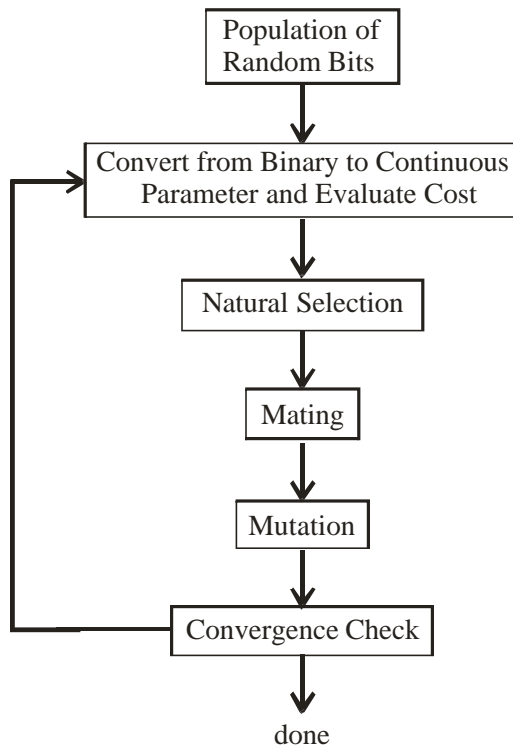 Population of
Random Bits
Convert from Binary to Continuous
Parameter and Evaluate Cost
Natural Selection
Mating
Mutation
Convergence Check
done